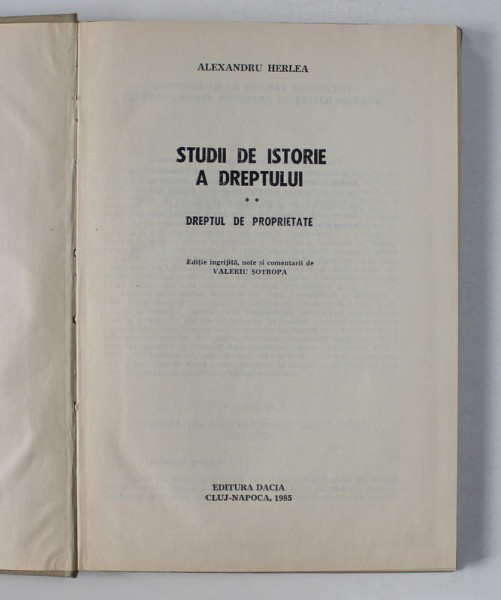 ALEXANDRU HERLEA
STUDII DE ISTORIE
A DREPTULUI
* *
DREPTUL DE PROPRIETATE
Ediție îngrijită, note si comentarii de
VALERIU ȘOTROPA
EDITURA DACIA
CLUJ-NAPOCA, 1985